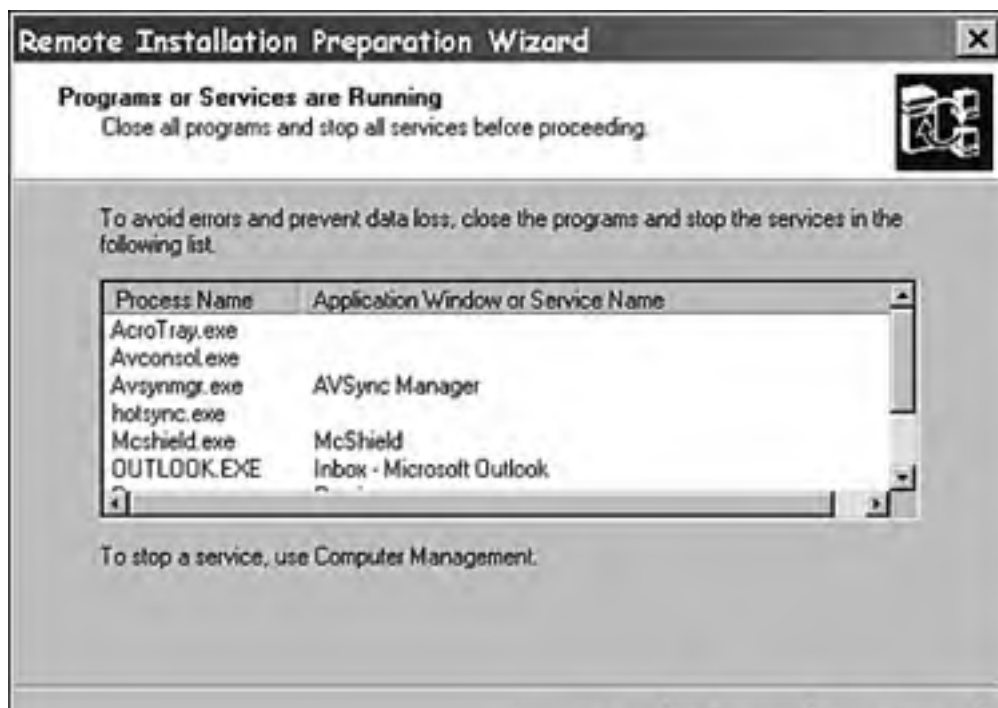 Remote Installation Preparation Wizard
Programs or Services are Running
Close all programs and stop all services before proceeding.
To avoid errors and prevent data loss, close the programs and stop the services in the
following list.
Process Name Application Window or Service Name
AcroTray.exe
Avconsol.exe
Avsynmgr.exe AVSync Manager
hotsync.exe
Mcshield.exe McShield
OUTLOOK.EXE Inbox - Microsoft Outlook
To stop a service, use Computer Management.